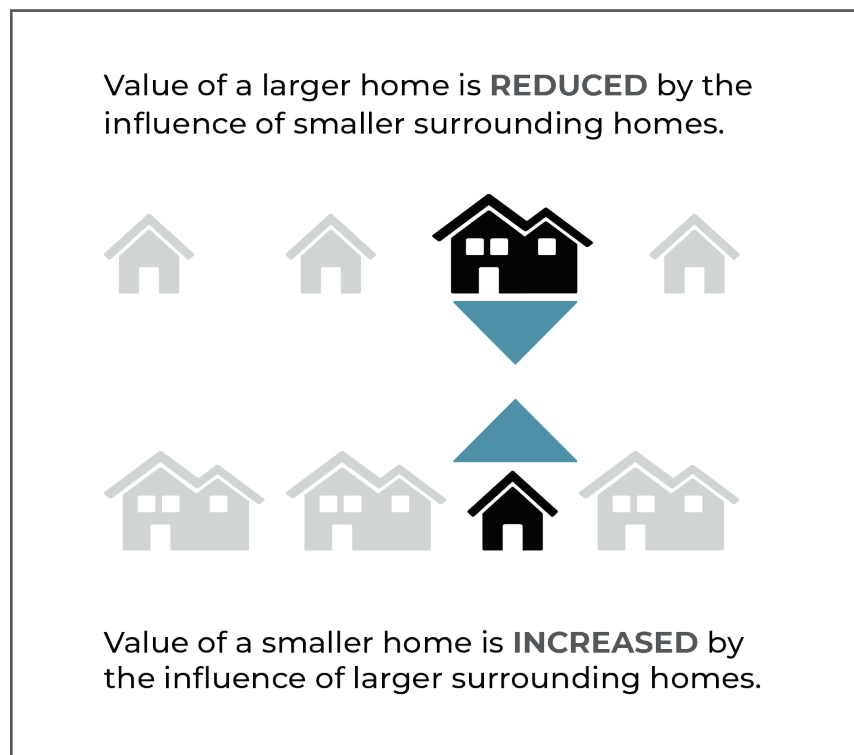 Value of a larger home is REDUCED by the
influence of smaller surrounding homes.
Value of a smaller home is INCREASED by
the influence of larger surrounding homes.